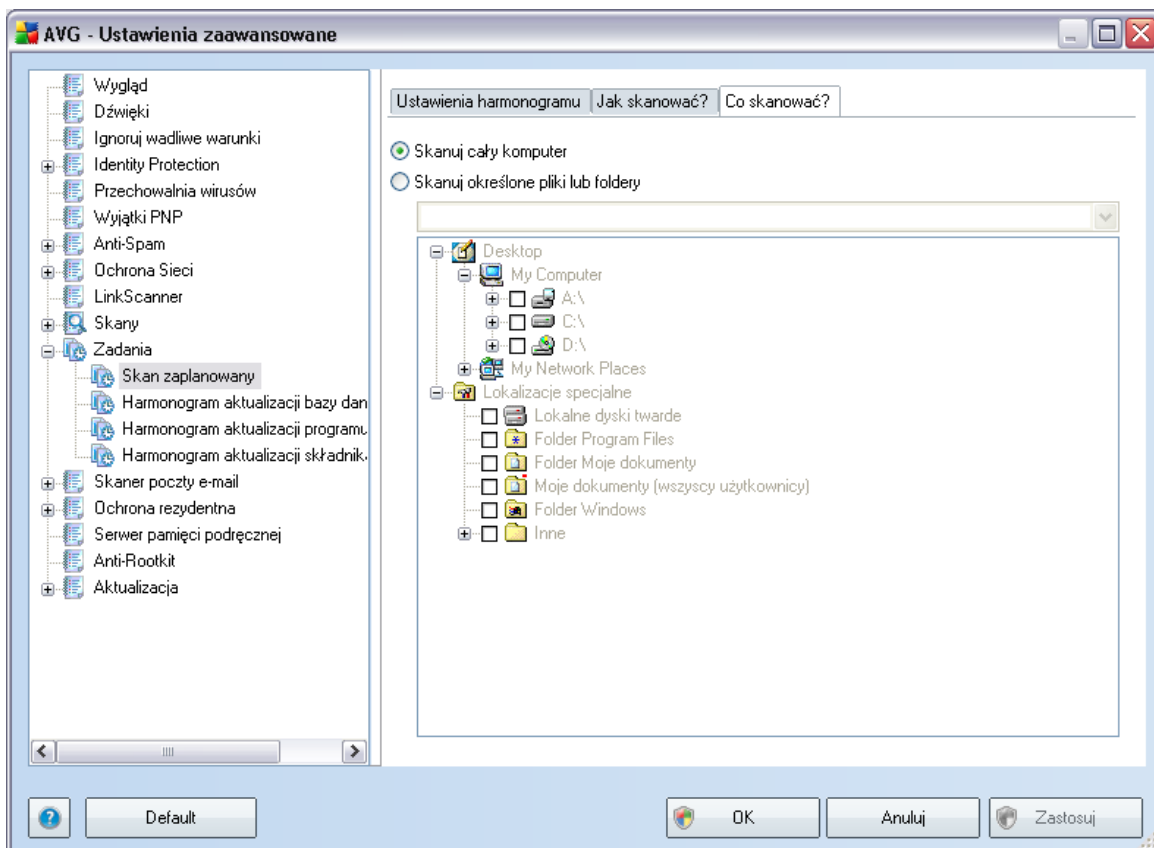 AVG - Ustawienia zaawansowane
Wygląd
Dźwięki
Ignoruj wadliwe warunki
Identity Protection
Przechowalnia wirusów
Wyjątki PNP
Anti-Spam
Ochrona Sieci
LinkScanner
Skany
Zadania
Skan zaplanowany
Harmonogram aktualizacji bazy dan
Harmonogram aktualizacji programu
Harmonogram aktualizacji składnik
Skaner poczty e-mail
Ochrona rezydentna
Serwer pamięci podręcznej
Anti-Rootkit
Aktualizacja
Ustawienia harmonogramu Jak skanować? Co skanować?
Skanuj cały komputer
Skanuj określone pliki lub foldery
Desktop
My Computer
A:\
C:\
D:\
My Network Places
Lokalizacje specjalne
Lokalne dyski twarde
Folder Program Files
Folder Moje dokumenty
Moje dokumenty (wszyscy użytkownicy)
Folder Windows
Inne
Default OK Anuluj Zastosuj